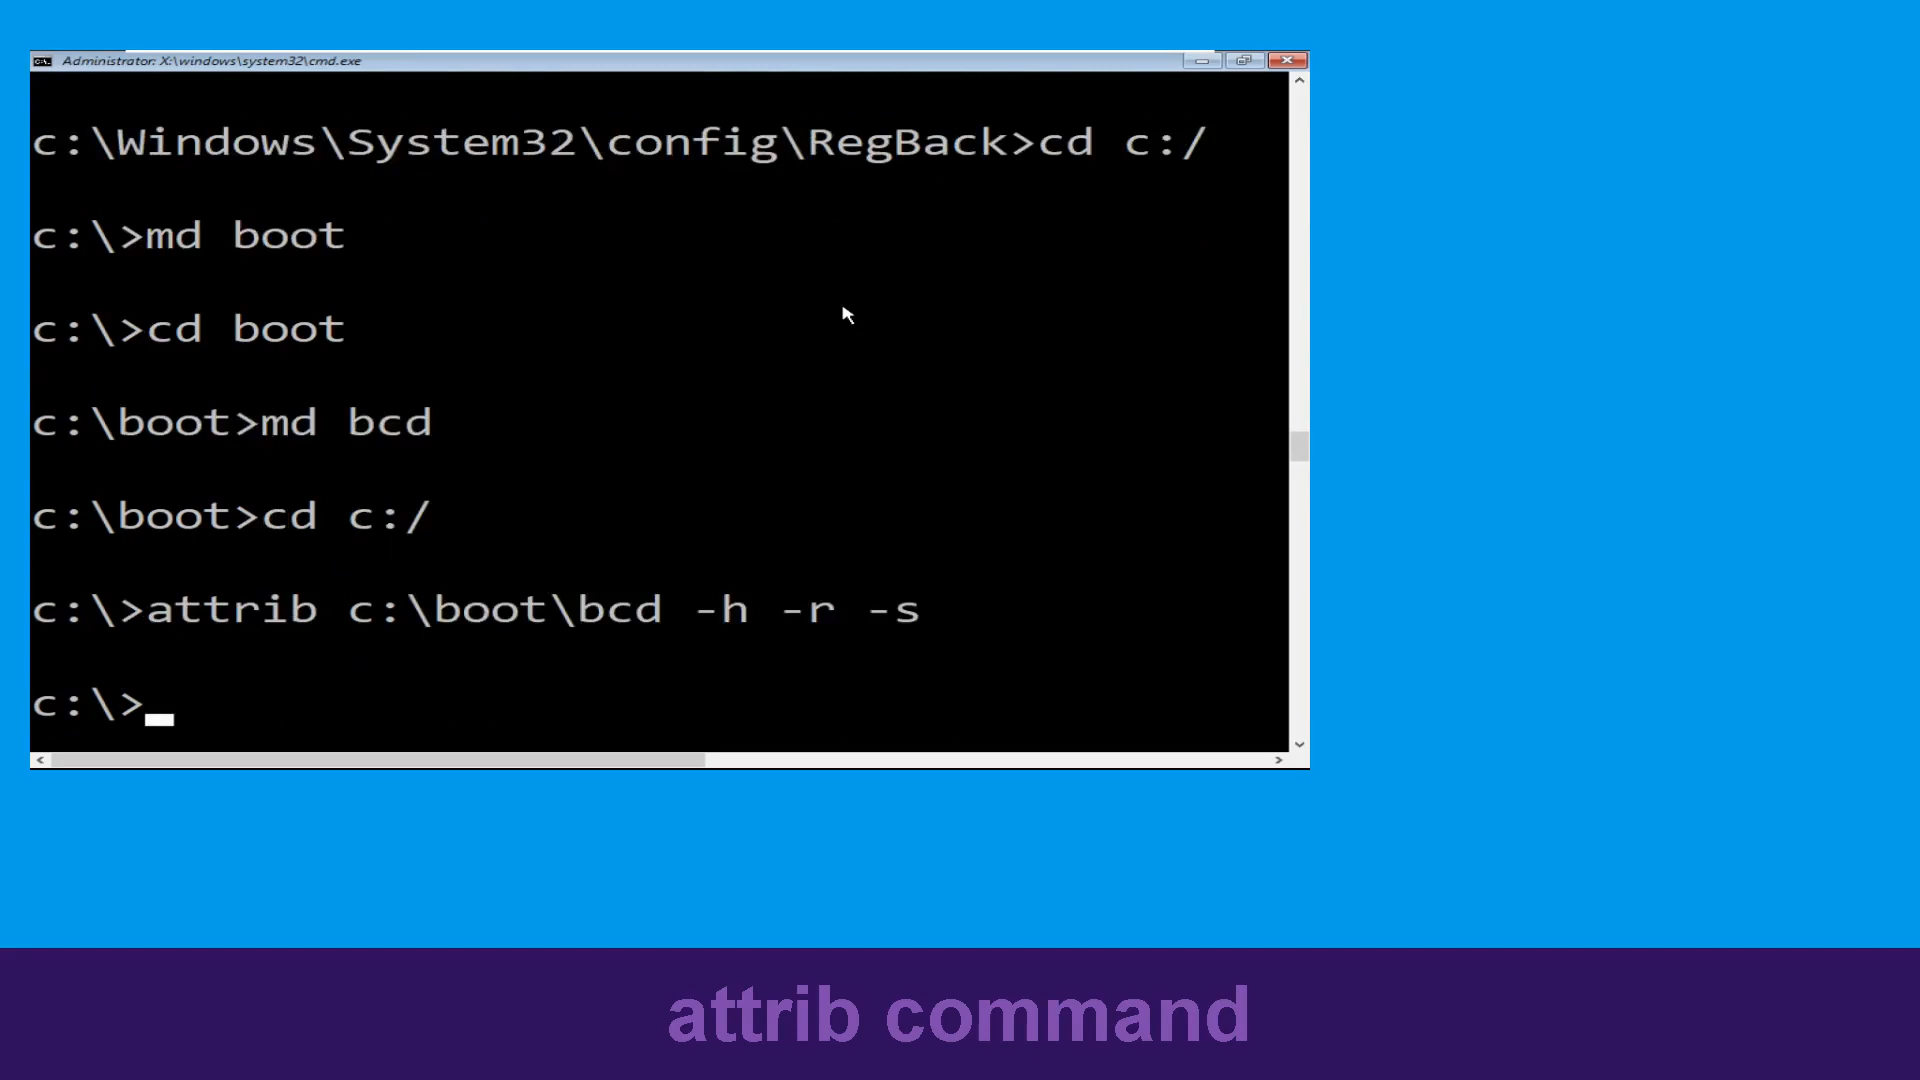 Administrator: X:\windows\system32\cmd.exe
c:\Windows\System32\config\RegBack>cd c:/
c:\>md boot
c:\>cd boot
c:\boot>md bcd
c:\boot>cd c:/
c:\>attrib c:\boot\bcd -h -r -s
c:\>
attrib command